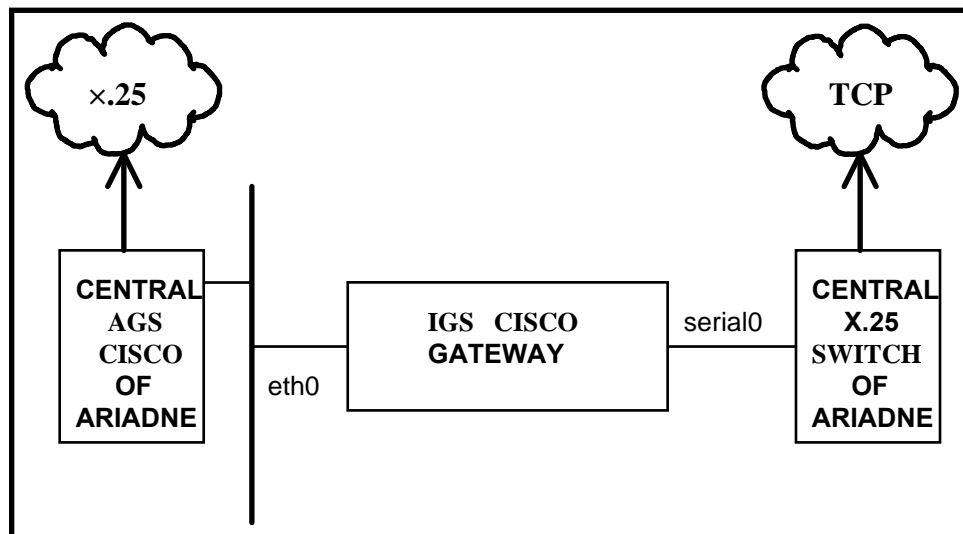 ×.25
TCP
CENTRAL
AGS
CISCO
OF
ARIADNE
eth0
IGS CISCO
GATEWAY
serial0
CENTRAL
X.25
SWITCH
OF
ARIADNE